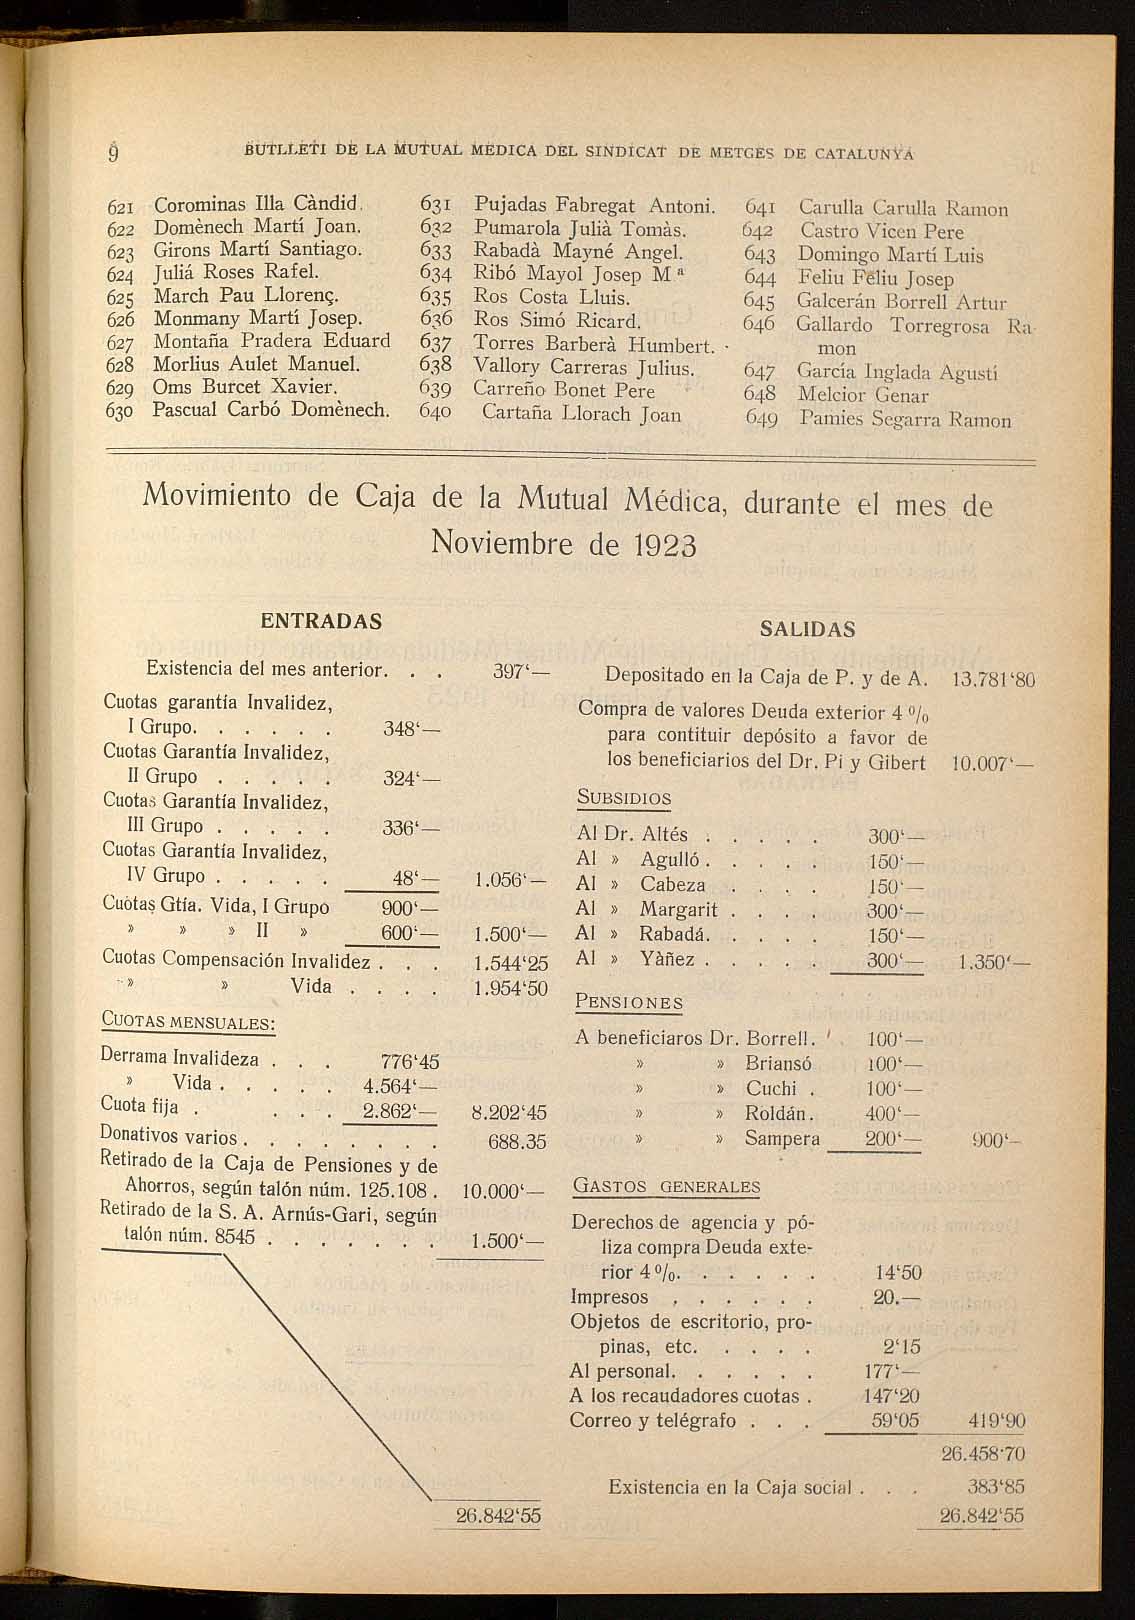 9 BUTLLETÍ DE LA MUTUAL MÉDICA DEL SINDICAT DE METGES DE CATALUNYA
621 Corominas Illa Càndid.
622 Domènech Martí Joan.
623 Girons Martí Santiago.
624 Juliá Roses Rafel.
625 March Pau Llorenç.
626 Monmany Martí Josep.
627 Montaña Pradera Eduard
628 Morlius Aulet Manuel.
629 Oms Burcet Xavier.
630 Pascual Carbó Domènech.
631 Pujadas Fabregat Antoni.
632 Pumarola Julià Tomàs.
633 Rabadà Mayné Angel.
634 Ribó Mayol Josep M.ª
635 Ros Costa Lluis.
636 Ros Simó Ricard.
637 Torres Barberà Humbert.
638 Vallory Carreras Julius.
639 Carreño Bonet Pere
640 Cartaña Llorach Joan
641 Carulla Carulla Ramon
642 Castro Vicen Pere
643 Domingo Martí Luis
644 Feliu Feliu Josep
645 Galcerán Borrell Artur
646 Gallardo Torregrosa Ra-
mon
647 García Inglada Agustí
648 Melcior Genar
649 Pamies Segarra Ramon
Movimiento de Caja de la Mutual Médica, durante el mes de
Noviembre de 1923
ENTRADAS
Existencia del mes anterior. . . 397‘—
Cuotas garantía Invalidez,
I Grupo. . . . . . 348‘—
Cuotas Garantía Invalidez,
II Grupo . . . . . 324‘—
Cuotas Garantía Invalidez,
III Grupo . . . . . 336‘—
Cuotas Garantía Invalidez,
IV Grupo . . . . . 48‘— 1.056‘—
Cuotas Gtía. Vida, I Grupo 900‘—
» » » II » 600‘— 1.500‘—
Cuotas Compensación Invalidez . . . 1.544‘25
» » Vida . . . . 1.954‘50
CUOTAS MENSUALES:
Derrama Invalideza . . . 776‘45
» Vida . . . . . 4.564‘—
Cuota fija . . . . 2.862‘— 8.202‘45
Donativos varios . . . . . . . . 688.35
Retirado de la Caja de Pensiones y de
Ahorros, según talón núm. 125.108 . 10.000‘—
Retirado de la S. A. Arnús-Gari, según
talón núm. 8545 . . . . . . . 1.500‘—
26.842‘55
SALIDAS
Depositado en la Caja de P. y de A. 13.781‘80
Compra de valores Deuda exterior 4 %
para contituir depósito a favor de
los beneficiarios del Dr. Pi y Gibert 10.007‘—
SUBSIDIOS
Al Dr. Altés . . . . . 300‘—
Al » Agulló . . . . . 150‘—
Al » Cabeza . . . . 150‘—
Al » Margarit . . . . 300‘—
Al » Rabadá. . . . . 150‘—
Al » Yàñez . . . . . 300‘— 1.350‘—
PENSIONES
A beneficiaros Dr. Borrell. . 100‘—
» » Briansó 100‘—
» » Cuchi . 100‘—
» » Roldán. 400‘—
» » Sampera 200‘— 900‘—
GASTOS GENERALES
Derechos de agencia y pó-
liza compra Deuda exte-
rior 4 %. . . . . . 14‘50
Impresos . . . . . . 20.—
Objetos de escritorio, pro-
pinas, etc. . . . . 2‘15
Al personal. . . . . . 177‘—
A los recaudadores cuotas . 147‘20
Correo y telégrafo . . . 59‘05 419‘90
26.458‘70
Existencia en la Caja social . . . 383‘85
26.842‘55